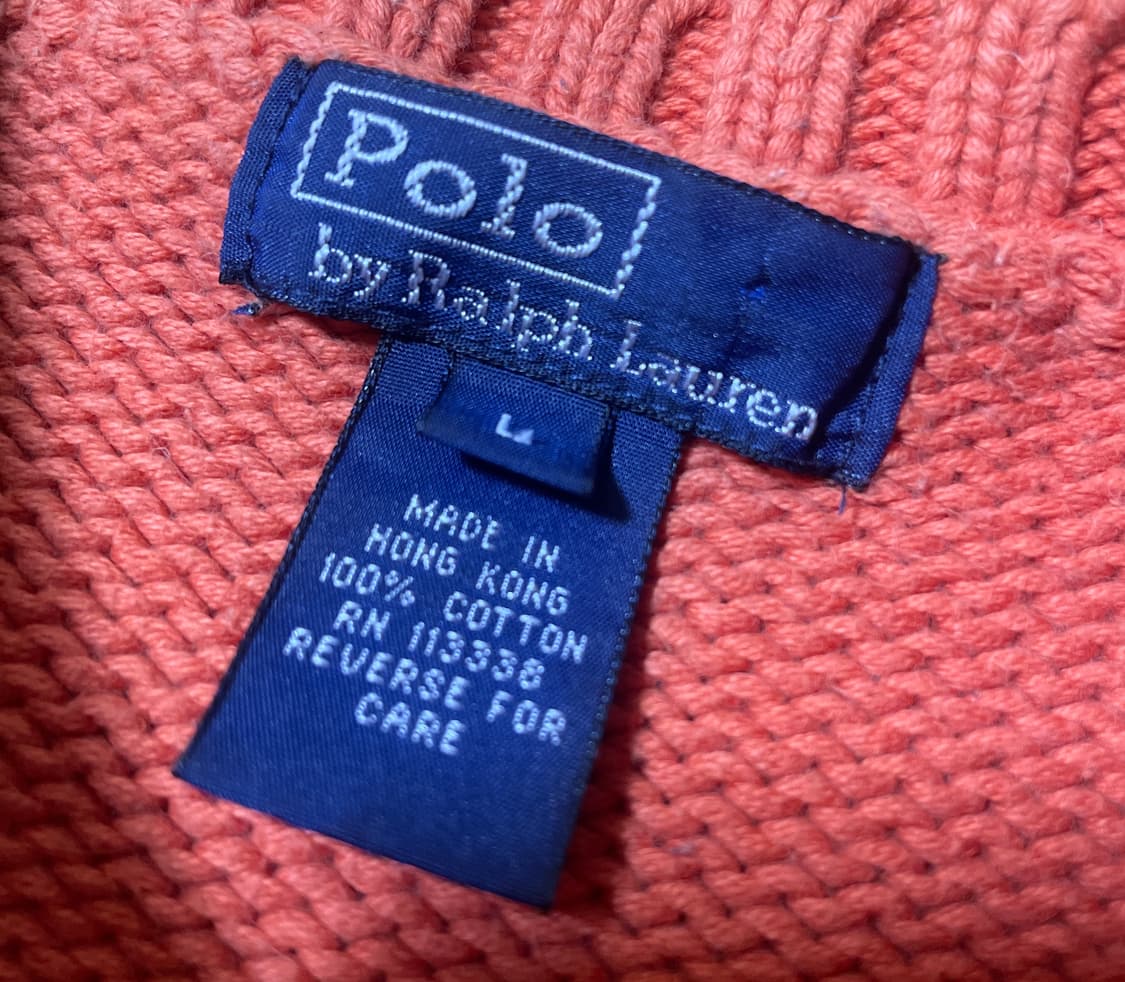 Polo
by Ralph Lauren
L
MADE IN
HONG KONG
100% COTTON
RN 113338
REVERSE FOR
CARE